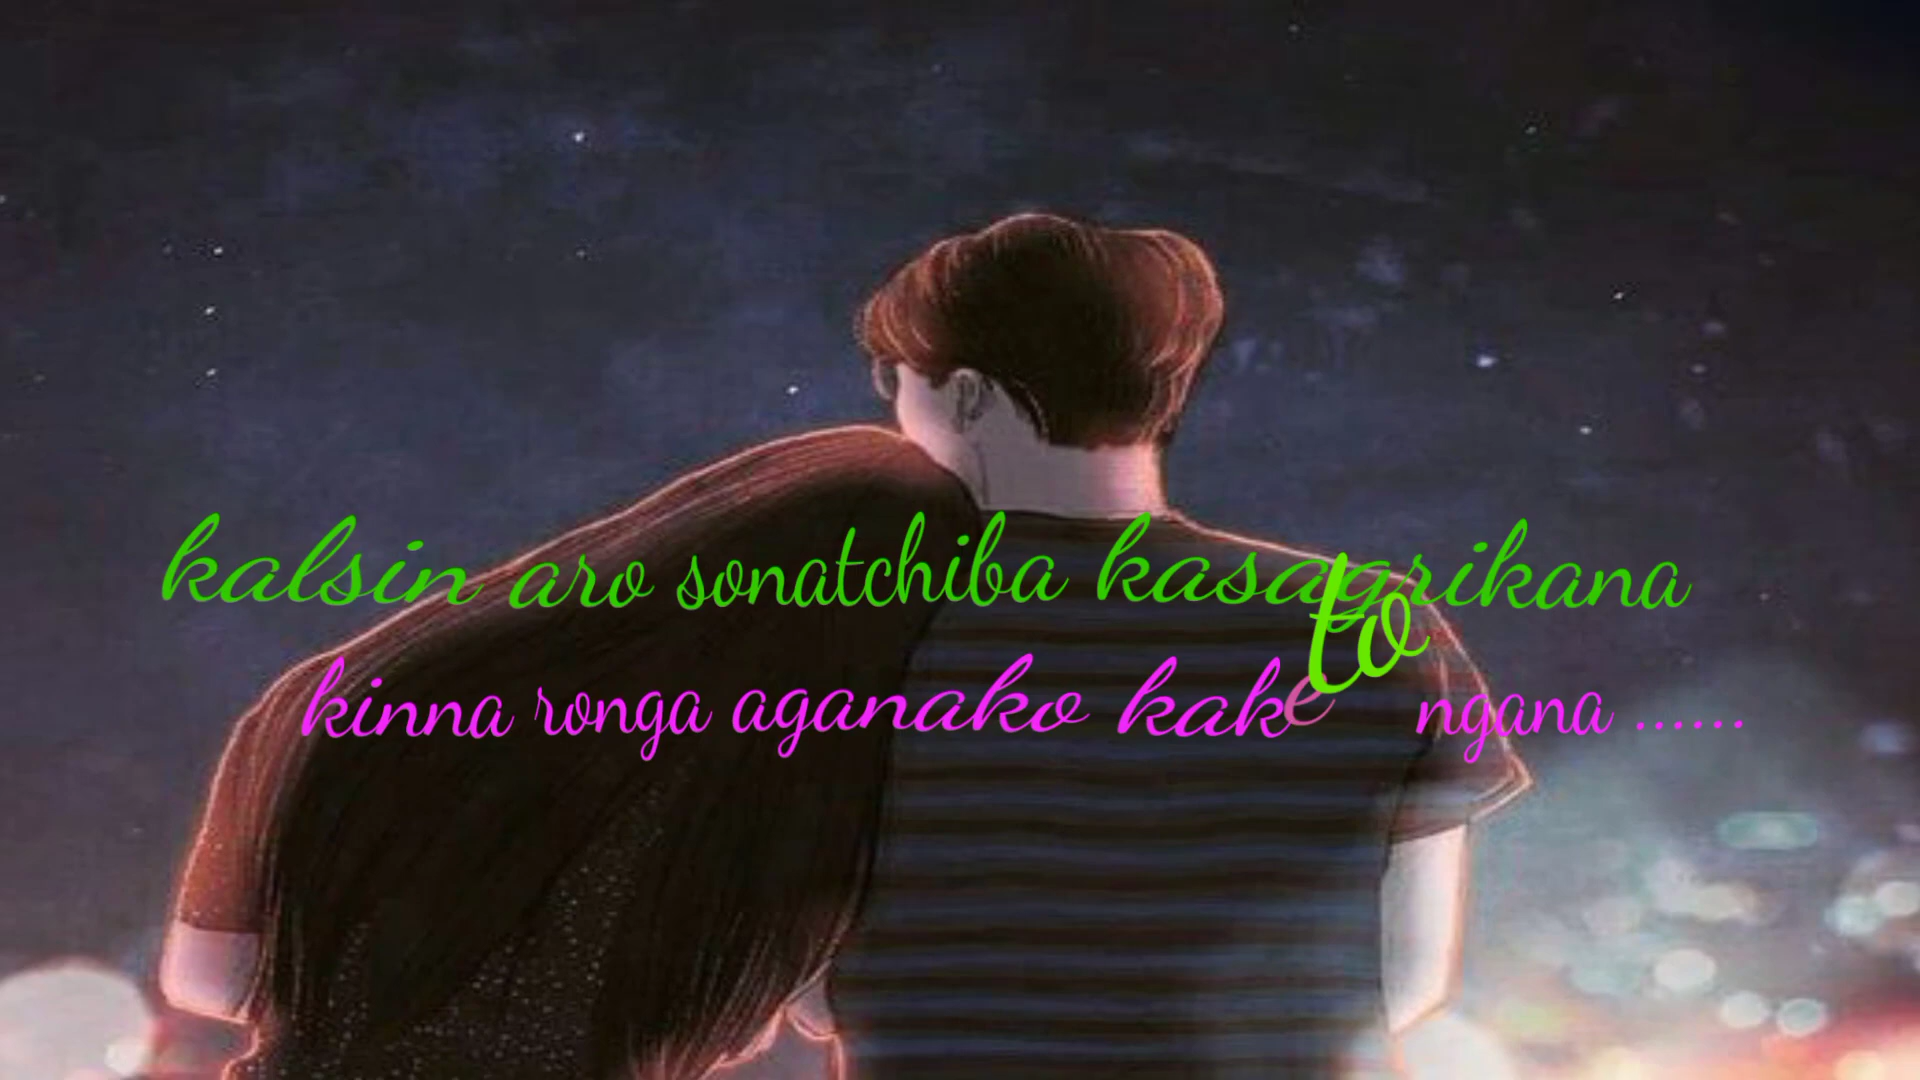 kalsin aro sonatchiba kasagrikana
to
kinna ronga aganako kake ngana ......